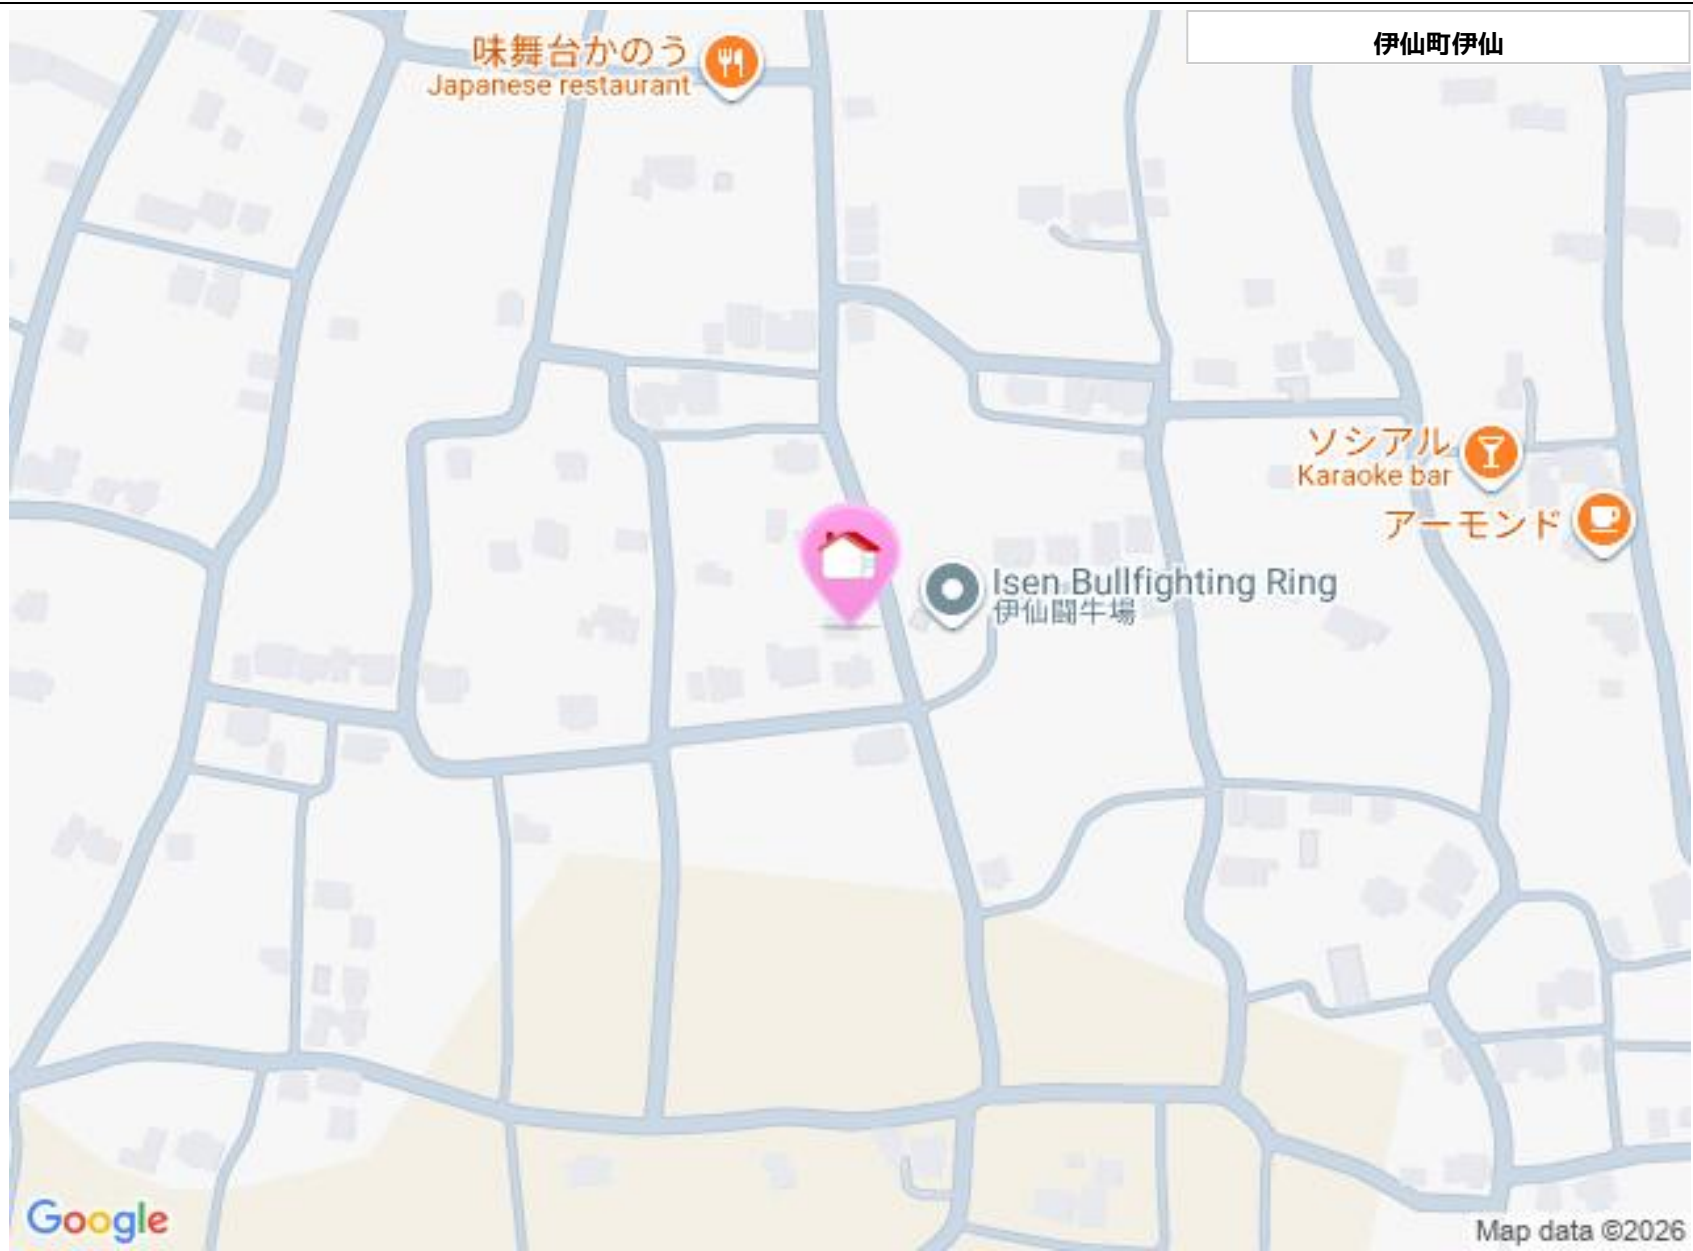 伊仙町伊仙
味舞台かのう
Japanese restaurant
ソシアル
Karaoke bar
アーモンド
Isen Bullfighting Ring
伊仙闘牛場
Google
Map data ©2026